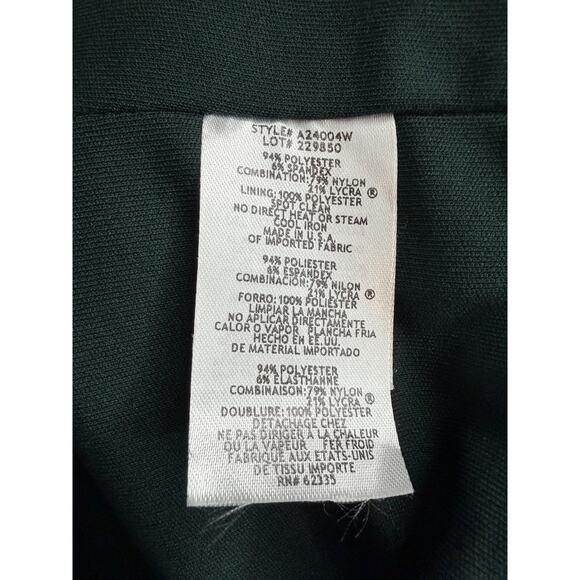 STYLE# A24004W
LOT# 229850
94% POLYESTER
6% SPANDEX
COMBINATION:79% NYLON
21% LYCRA ®
LINING:100% POLYESTER
SPOT CLEAN
NO DIRECT HEAT OR STEAM
COOL IRON
MADE IN U.S.A.
OF IMPORTED FABRIC
94% POLIESTER
6% ESPANDEX
COMBINACION:79% NILON
21% LYCRA ®
FORRO:100% POLIESTER
LIMPIAR LA MANCHA
NO APLICAR DIRECTAMENTE
CALOR O VAPOR PLANCHA FRIA
HECHO EN EE.UU.
DE MATERIAL IMPORTADO
94% POLYESTER
6% ELASTHANNE
COMBINAISON:79% NYLON
21% LYCRA ®
DOUBLURE:100% POLYESTER
DETACHAGE CHEZ
NE PAS DIRIGER A LA CHALEUR
OU LA VAPEUR FER FROID
FABRIQUE AUX ETATS-UNIS
DE TISSU IMPORTE
RN# 62335